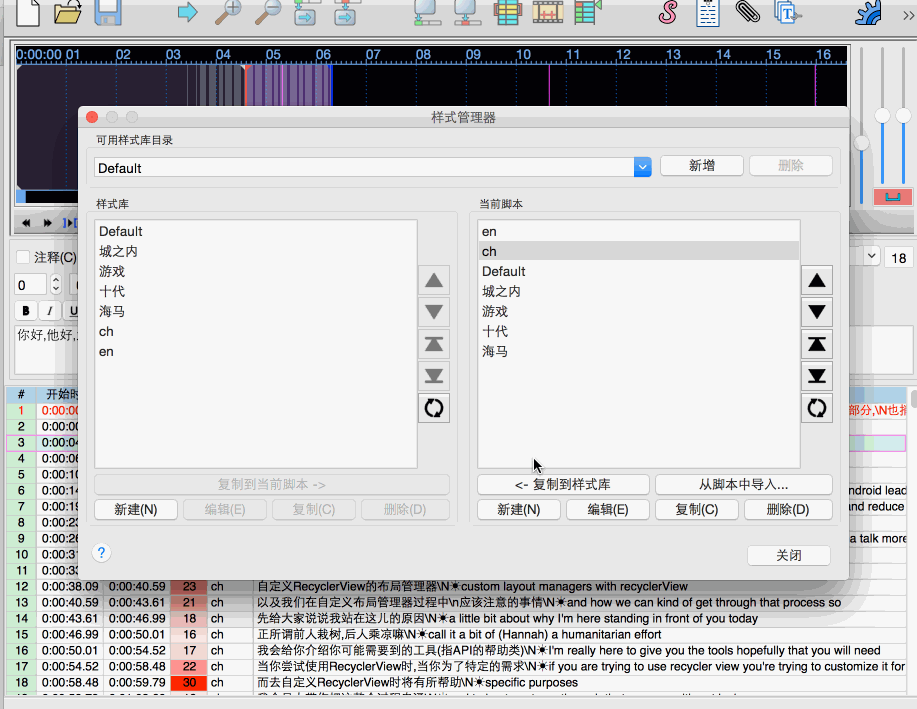 0:00:00 01 02 03 04 05 06 07 08 09 10 11 12 13 14 15 16
样式管理器
可用样式库目录
Default
新增
删除
样式库
Default
城之内
游戏
十代
海马
ch
en
复制到当前脚本 ->
新建(N)
编辑(E)
复制(C)
删除(D)
当前脚本
en
ch
Default
城之内
游戏
十代
海马
<- 复制到样式库
从脚本中导入...
新建(N)
编辑(E)
复制(C)
删除(D)
?
关闭
注释(C)
18
0
B I U
你好,他好,
# 开始时
1 0:00:00 部分,\N也
2 0:00:0
3 0:00:04
4 0:00:06
5 0:00:10
6 0:00:14 ndroid lead
7 0:00:19 and reduce
8 0:00:23
9 0:00:26 a talk more
10 0:00:31
11 0:00:33
12 0:00:38.09 0:00:40.59 23 ch 自定义RecyclerView的布局管理器\N☀custom layout managers with recyclerView
13 0:00:40.59 0:00:43.61 21 ch 以及我们在自定义布局管理器过程中\n应该注意的事情\N☀and how we can kind of get through that process so
14 0:00:43.61 0:00:46.99 18 ch 先给大家说说我站在这儿的原因\N☀a little bit about why I'm here standing in front of you today
15 0:00:46.99 0:00:50.01 16 ch 正所谓前人栽树,后人乘凉嘛\N☀call it a bit of (Hannah) a humanitarian effort
16 0:00:50.01 0:00:54.52 17 ch 我会给你介绍你可能需要到的工具(指API的帮助类)\N☀I'm really here to give you the tools hopefully that you will need
17 0:00:54.52 0:00:58.48 22 ch 当你尝试使用RecyclerView时,当你为了特定的需求\N☀if you are trying to use recycler view you're trying to customize it for
18 0:00:58.48 0:00:59.79 30 ch 而去自定义RecyclerView时将有所帮助\N☀specific purposes